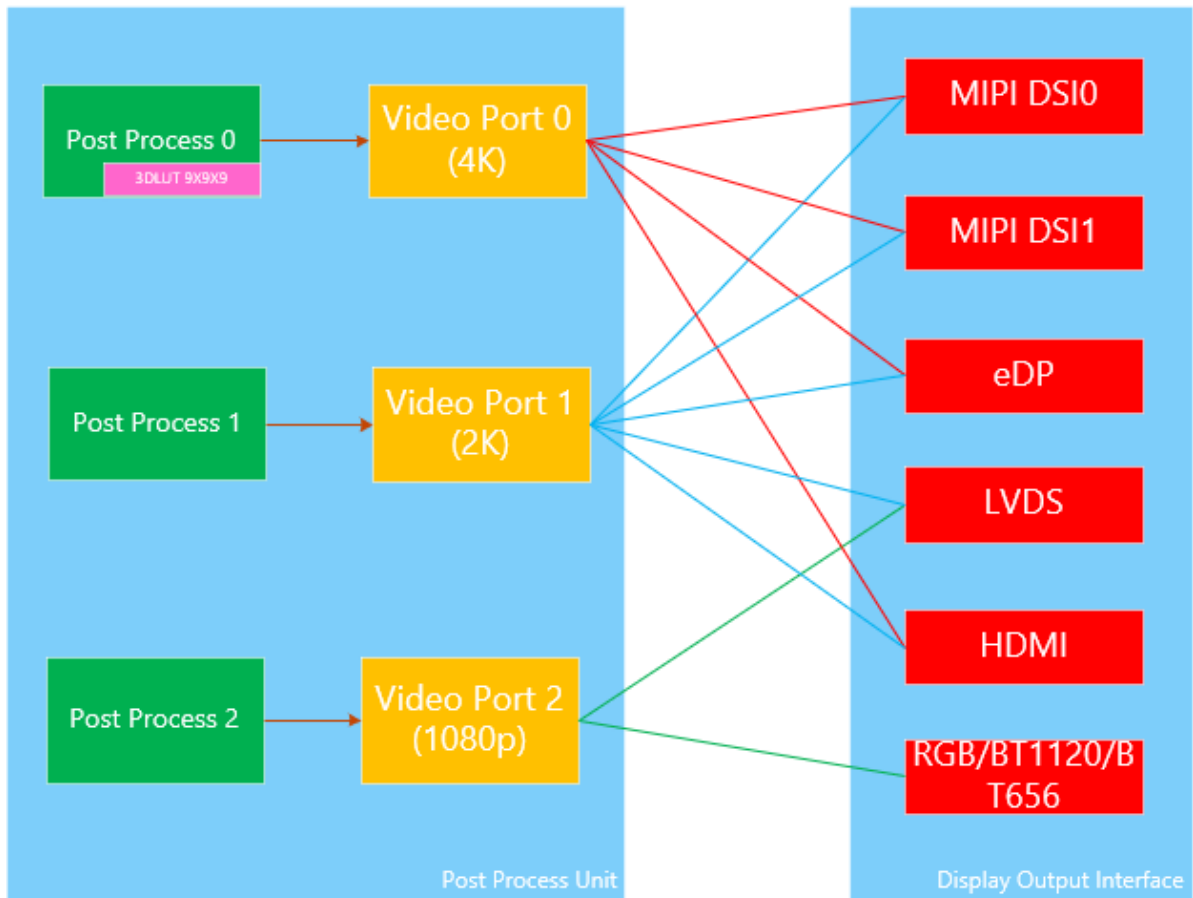 Post Process 0
3DLUT 9X9X9
Video Port 0
(4K)
MIPI DSI0
MIPI DSI1
Post Process 1
Video Port 1
(2K)
eDP
LVDS
HDMI
Post Process 2
Video Port 2
(1080p)
RGB/BT1120/B
T656
Post Process Unit
Display Output Interface